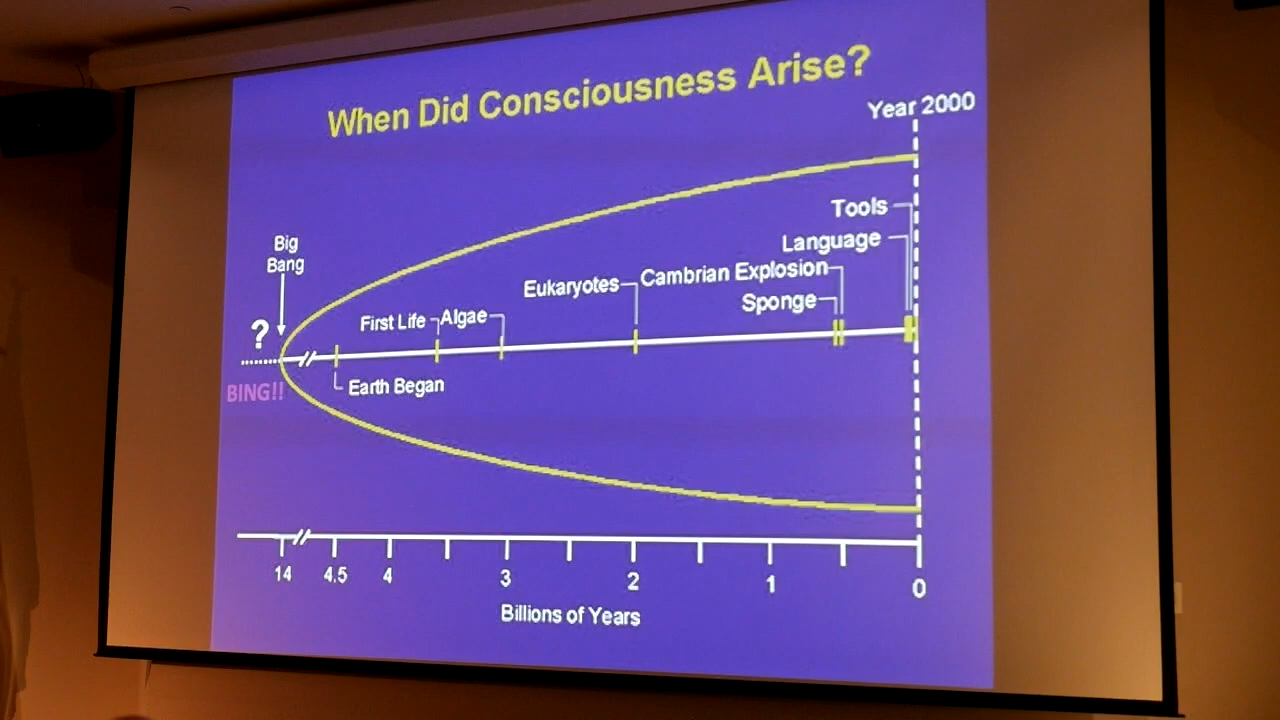 When Did Consciousness Arise?
Year 2000
Tools
Language
Big
Bang
Eukaryotes
Cambrian Explosion
Sponge
First Life
Algae
?
Earth Began
BING!!
14
4.5
4
3
2
1
0
Billions of Years